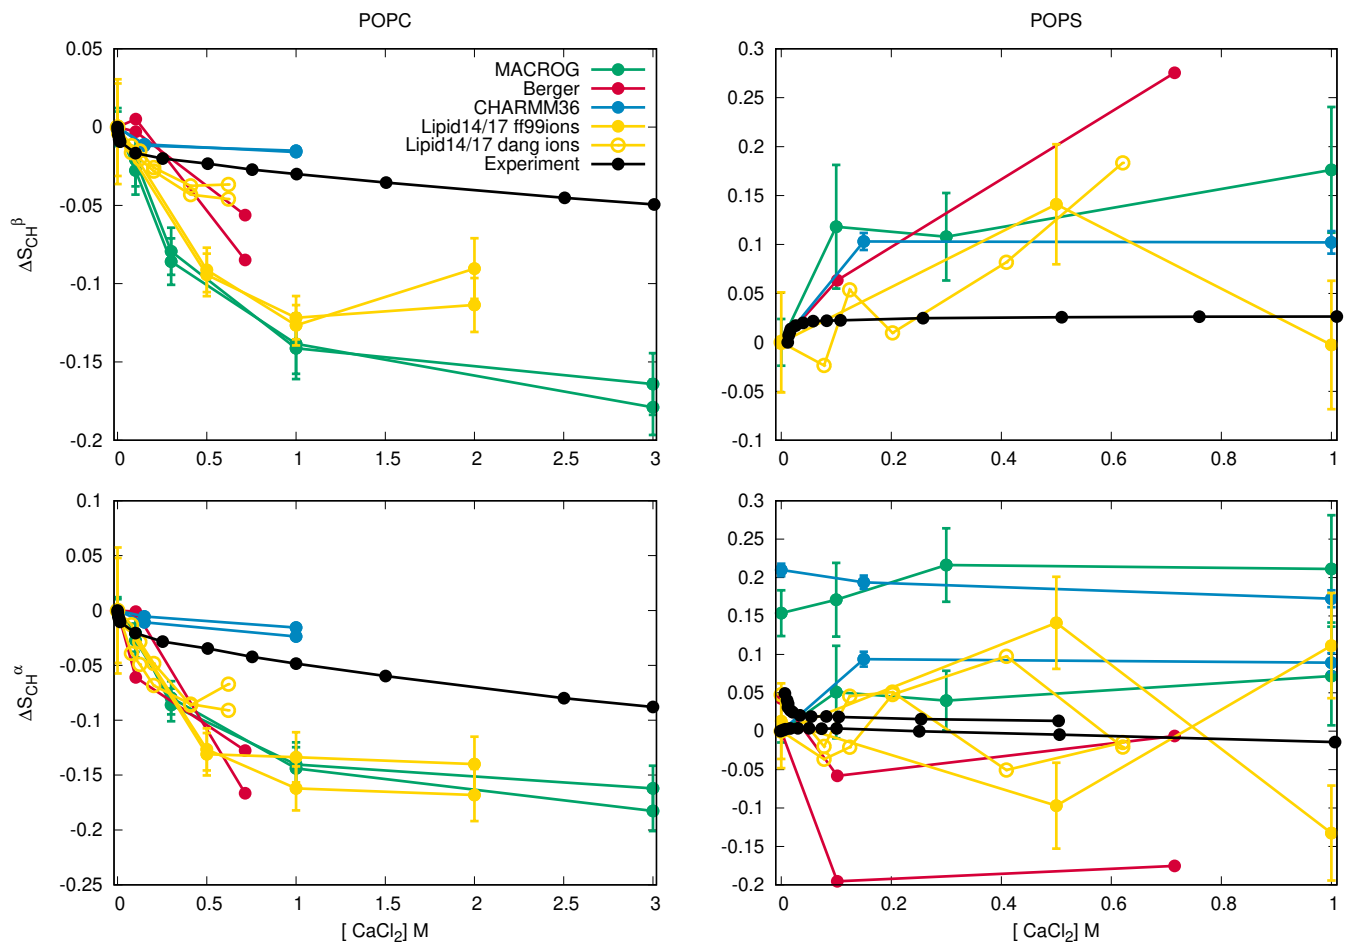 POPC
POPS
0.05
0
-0.05
-0.1
-0.15
-0.2
ΔS_CH^β
MACROG
Berger
CHARMM36
Lipid14/17 ff99ions
Lipid14/17 dang ions
Experiment
0 0.5 1 1.5 2 2.5 3
0.3
0.25
0.2
0.15
0.1
0.05
0
-0.05
-0.1
0 0.2 0.4 0.6 0.8 1
0.1
0.05
0
-0.05
-0.1
-0.15
-0.2
-0.25
ΔS_CH^α
0 0.5 1 1.5 2 2.5 3
[ CaCl₂] M
0.3
0.25
0.2
0.15
0.1
0.05
0
-0.05
-0.1
-0.15
-0.2
0 0.2 0.4 0.6 0.8 1
[ CaCl₂] M